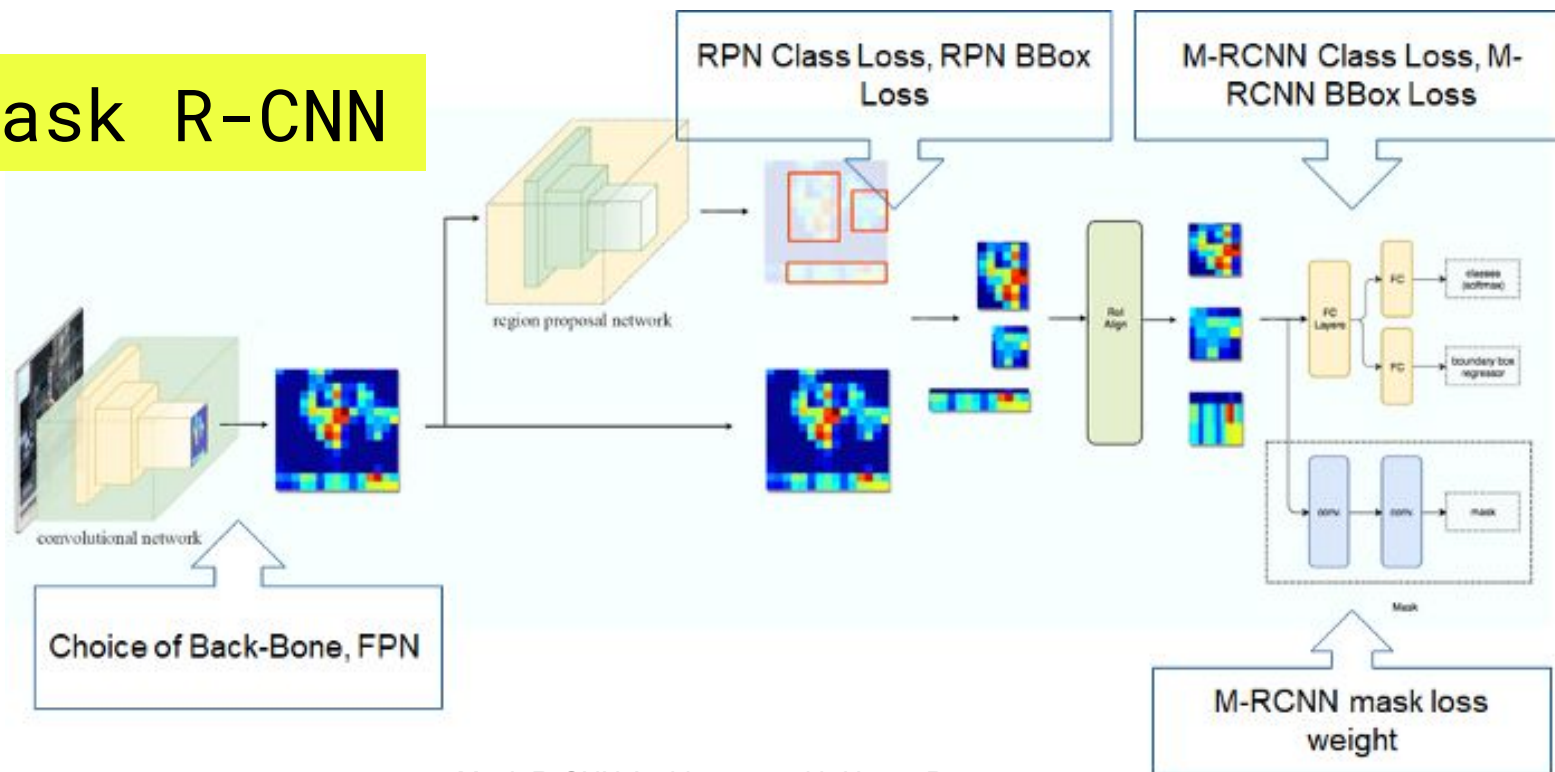 ask R-CNN
RPN Class Loss, RPN BBox
Loss
M-RCNN Class Loss, M-
RCNN BBox Loss
region proposal network
convolutional network
RoI
Align
FC
Layers
FC
classes
(softmax)
FC
boundary box
regressor
conv.
conv.
mask
Mask
Choice of Back-Bone, FPN
M-RCNN mask loss
weight